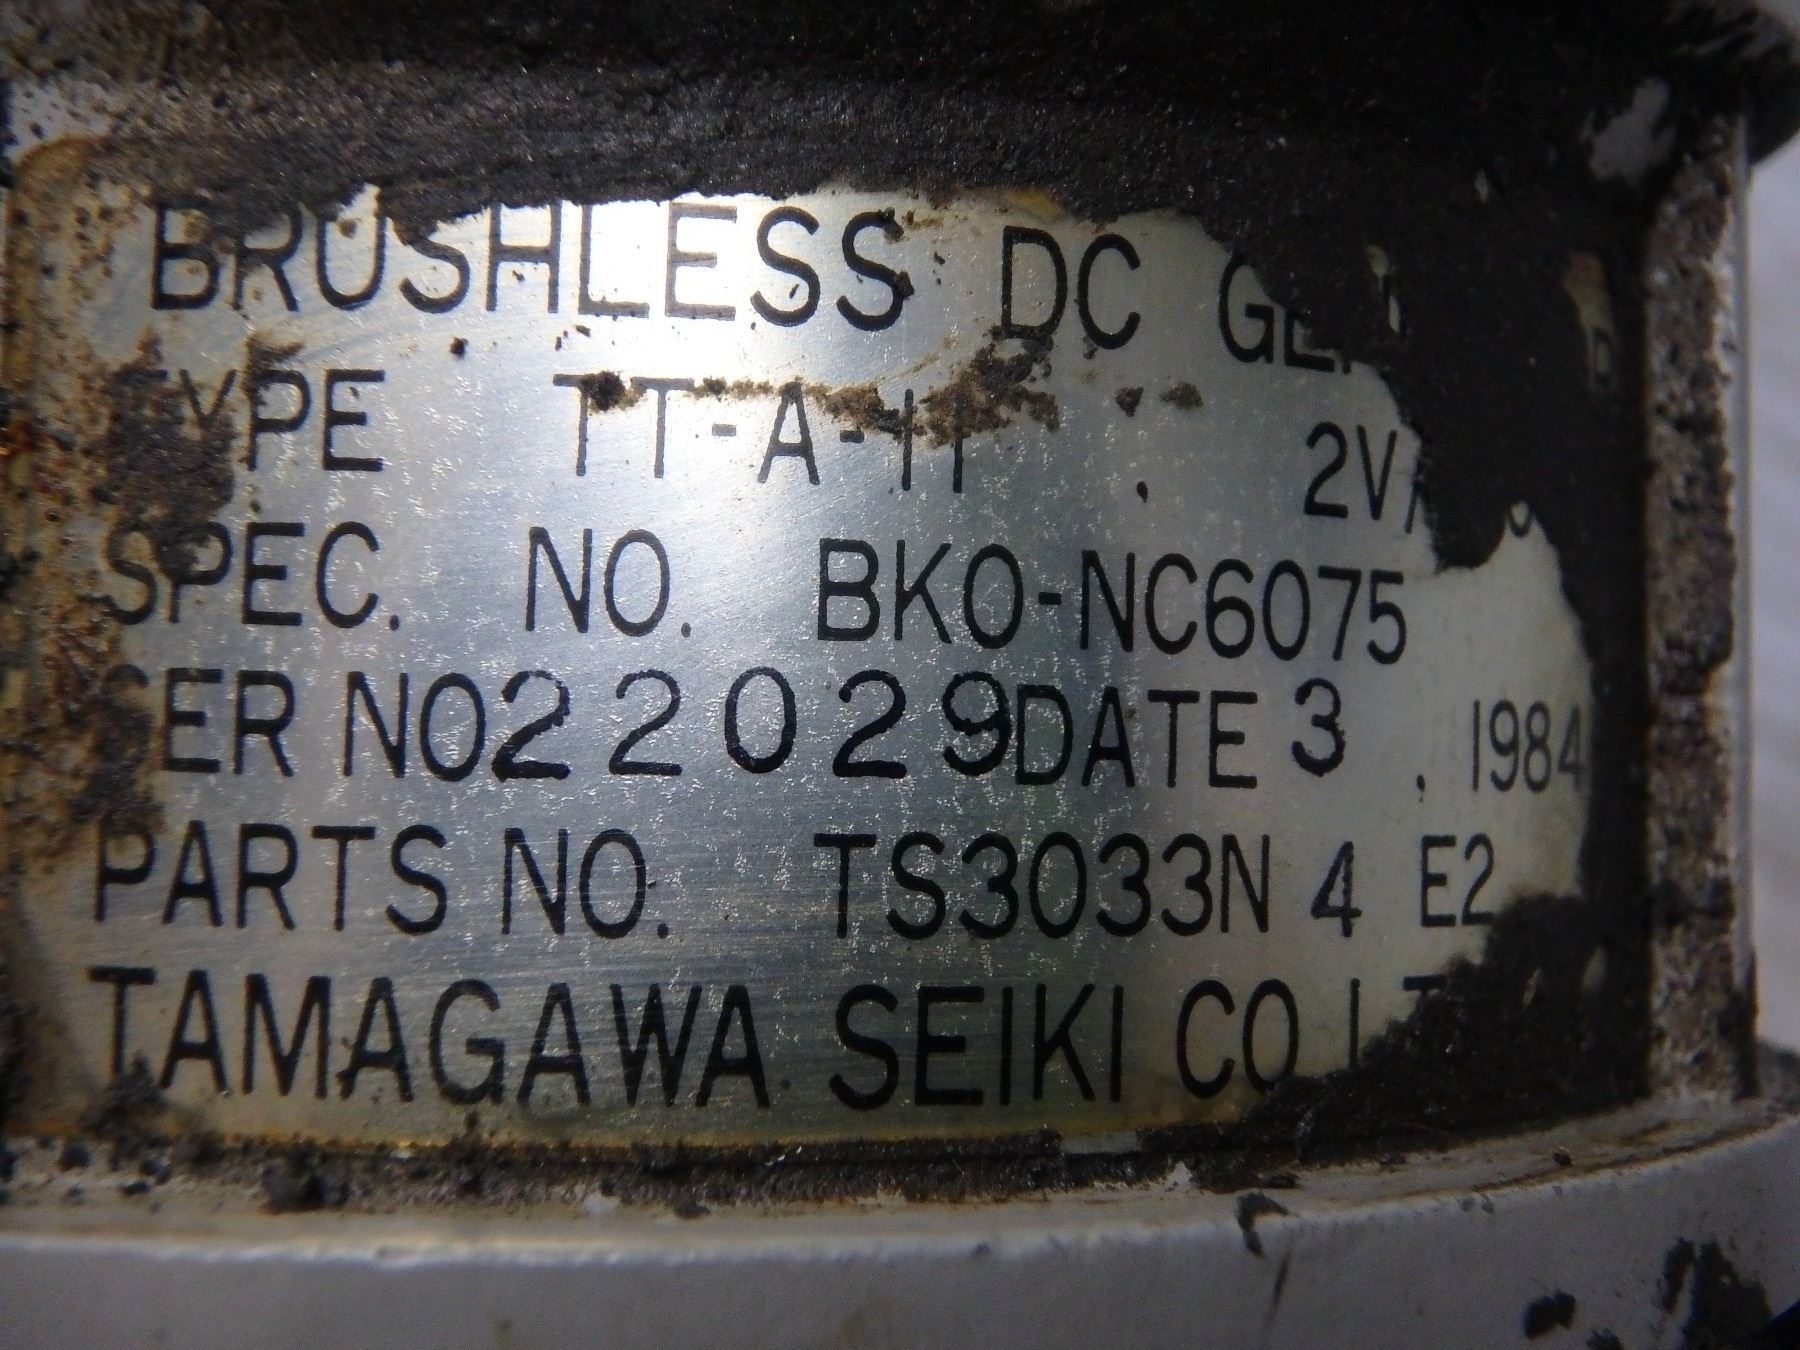 BRUSHLESS DC
TYPE TT-A-11
SPEC. NO. BKO-NC6075
SER NO 22029 DATE 3 . 1984
PARTS NO. TS3033N 4 E2
TAMAGAWA SEIKI CO